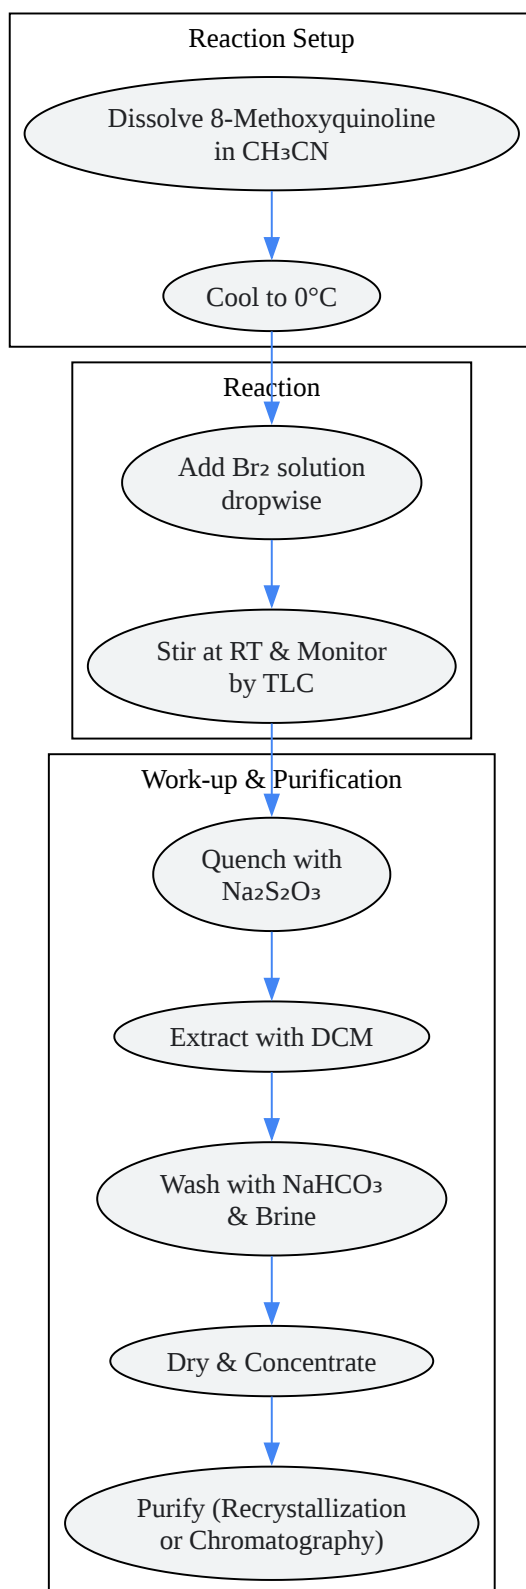 Reaction Setup
Dissolve 8-Methoxyquinoline
in CH₃CN
Cool to 0°C
Reaction
Add Br₂ solution
dropwise
Stir at RT & Monitor
by TLC
Work-up & Purification
Quench with
Na₂S₂O₃
Extract with DCM
Wash with NaHCO₃
& Brine
Dry & Concentrate
Purify (Recrystallization
or Chromatography)